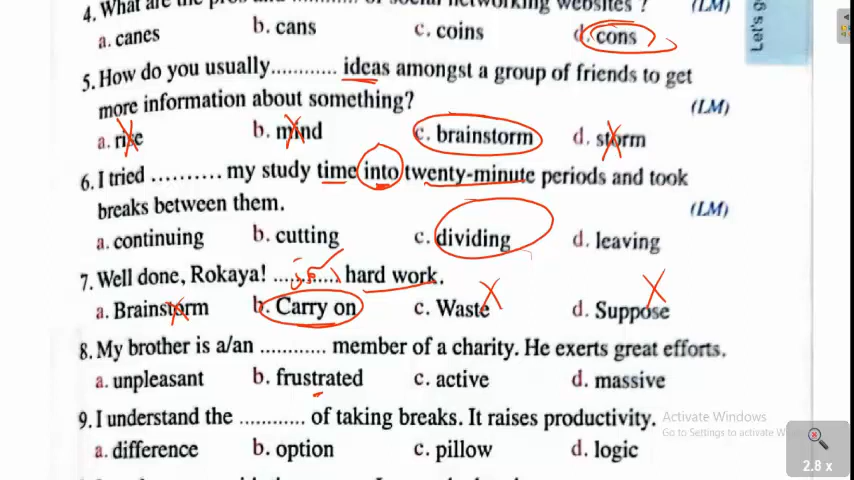 4. What are the pros and .......... of social networking websites ? (LM)
a. canes b. cans c. coins d. cons
5. How do you usually............ ideas amongst a group of friends to get
more information about something? (LM)
a. rise b. mind c. brainstorm d. storm
6. I tried .......... my study time into twenty-minute periods and took
breaks between them. (LM)
a. continuing b. cutting c. dividing d. leaving
7. Well done, Rokaya! ............ hard work.
a. Brainstorm b. Carry on c. Waste d. Suppose
8. My brother is a/an ............ member of a charity. He exerts great efforts.
a. unpleasant b. frustrated c. active d. massive
9. I understand the ............ of taking breaks. It raises productivity.
a. difference b. option c. pillow d. logic
Let's g
Activate Windows
Go to Settings to activate W
2.8 x